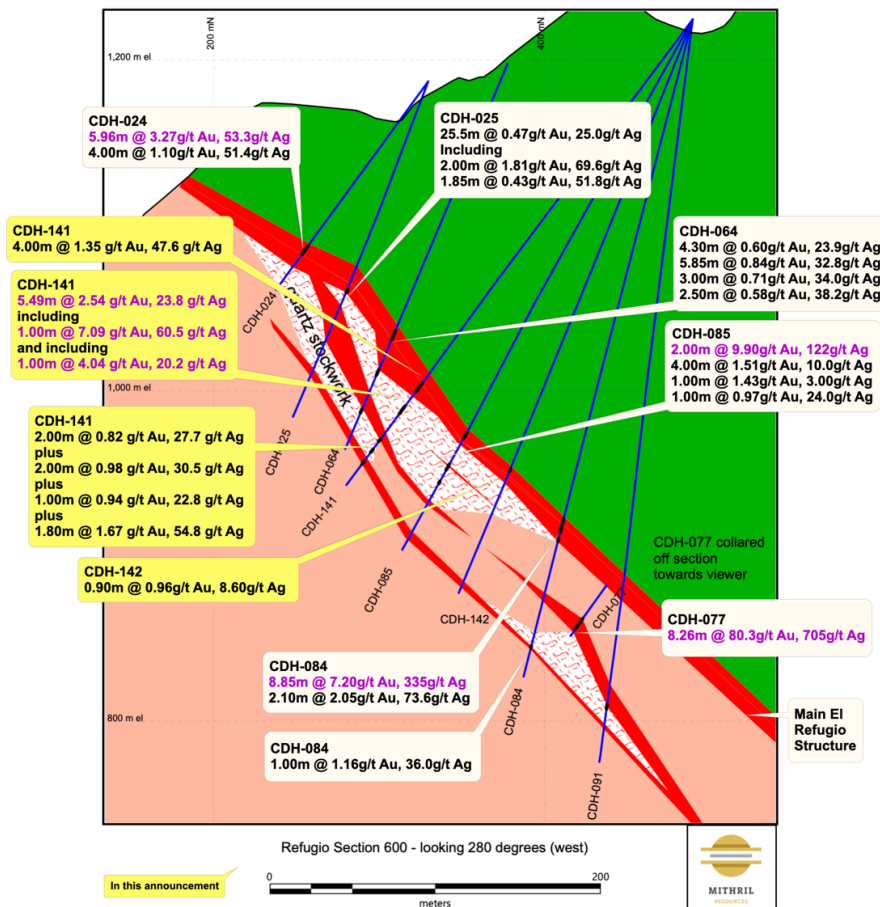 200 mN
400 mN
1,200 m el
CDH-024
5.96m @ 3.27g/t Au, 53.3g/t Ag
4.00m @ 1.10g/t Au, 51.4g/t Ag
CDH-025
25.5m @ 0.47g/t Au, 25.0g/t Ag
Including
2.00m @ 1.81g/t Au, 69.6g/t Ag
1.85m @ 0.43g/t Au, 51.8g/t Ag
CDH-141
4.00m @ 1.35 g/t Au, 47.6 g/t Ag
CDH-064
4.30m @ 0.60g/t Au, 23.9g/t Ag
5.85m @ 0.84g/t Au, 32.8g/t Ag
3.00m @ 0.71g/t Au, 34.0g/t Ag
2.50m @ 0.58g/t Au, 38.2g/t Ag
CDH-141
5.49m @ 2.54 g/t Au, 23.8 g/t Ag
including
1.00m @ 7.09 g/t Au, 60.5 g/t Ag
and including
1.00m @ 4.04 g/t Au, 20.2 g/t Ag
CDH-085
2.00m @ 9.90g/t Au, 122g/t Ag
4.00m @ 1.51g/t Au, 10.0g/t Ag
1.00m @ 1.43g/t Au, 3.00g/t Ag
1.00m @ 0.97g/t Au, 24.0g/t Ag
CDH-024
quartz stockwork
1,000 m el
CDH-025
CDH-064
CDH-141
CDH-141
2.00m @ 0.82 g/t Au, 27.7 g/t Ag
plus
2.00m @ 0.98 g/t Au, 30.5 g/t Ag
plus
1.00m @ 0.94 g/t Au, 22.8 g/t Ag
plus
1.80m @ 1.67 g/t Au, 54.8 g/t Ag
CDH-142
0.90m @ 0.96g/t Au, 8.60g/t Ag
CDH-085
CDH-142
CDH-077 collared
off section
towards viewer
CDH-077
CDH-077
8.26m @ 80.3g/t Au, 705g/t Ag
CDH-084
8.85m @ 7.20g/t Au, 335g/t Ag
2.10m @ 2.05g/t Au, 73.6g/t Ag
CDH-084
800 m el
Main El
Refugio
Structure
CDH-084
1.00m @ 1.16g/t Au, 36.0g/t Ag
CDH-091
Refugio Section 600 - looking 280 degrees (west)
In this announcement
0
200
meters
MITHRIL
RESOURCES